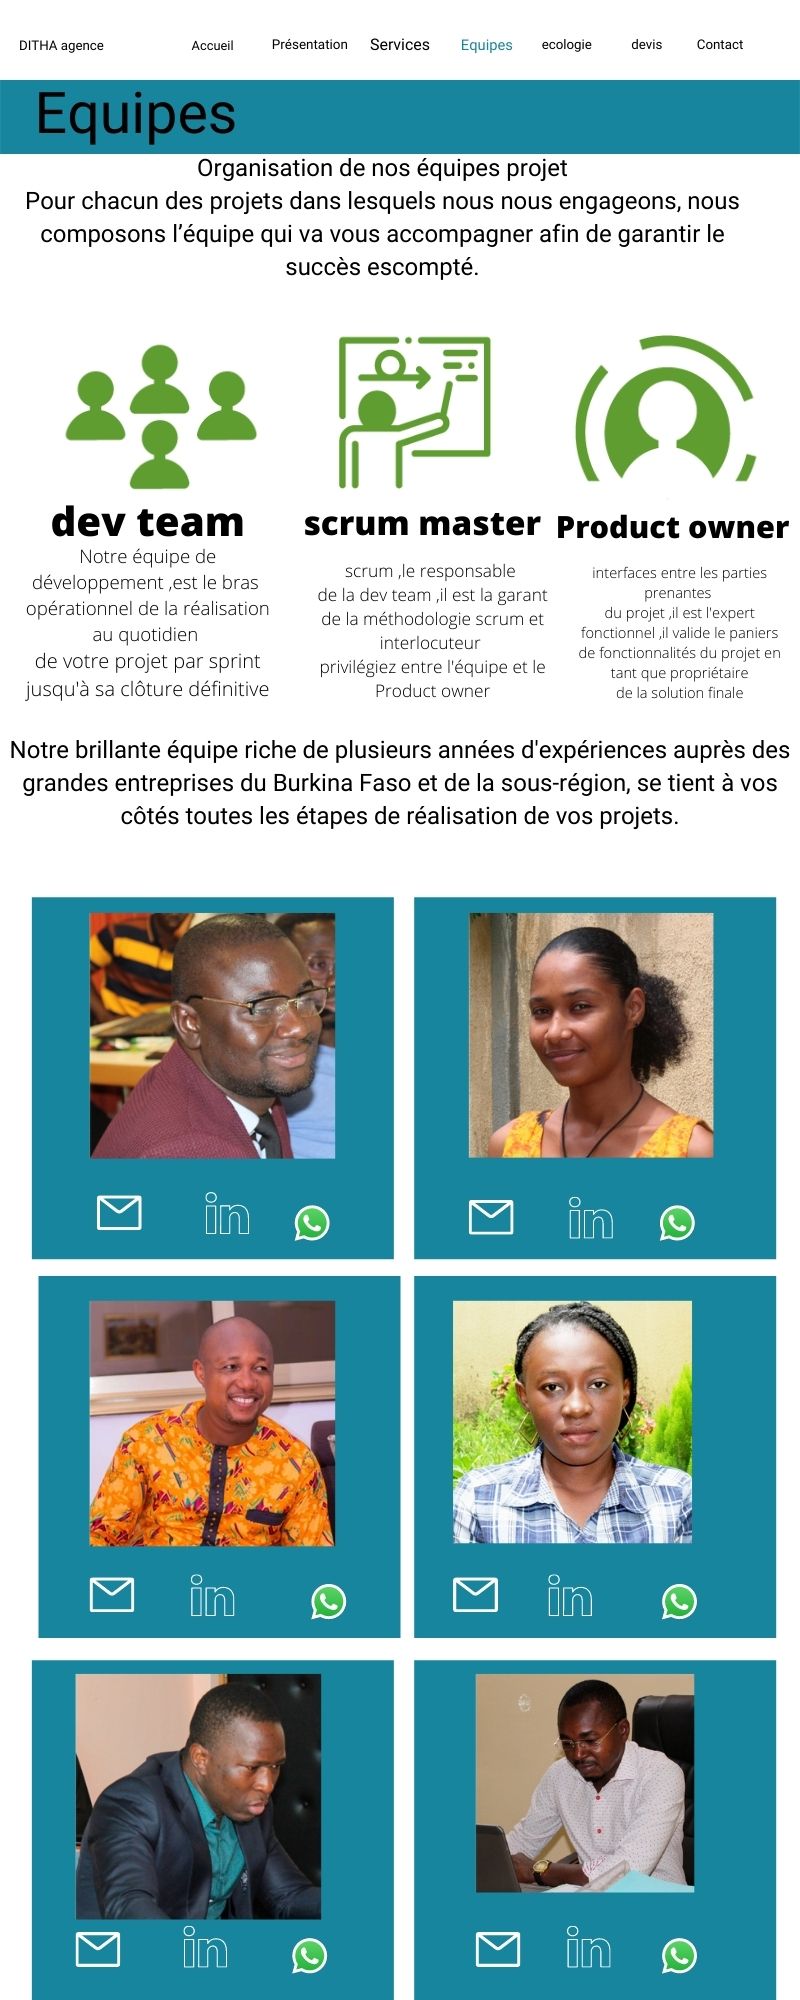 DITHA agence Accueil Présentation Services Equipes ecologie devis Contact
Equipes
Organisation de nos équipes projet
Pour chacun des projets dans lesquels nous nous engageons, nous
composons l’équipe qui va vous accompagner afin de garantir le
succès escompté.
dev team
Notre équipe de
développement ,est le bras
opérationnel de la réalisation
au quotidien
de votre projet par sprint
jusqu'à sa clôture définitive
scrum master
scrum ,le responsable
de la dev team ,il est la garant
de la méthodologie scrum et
interlocuteur
privilégiez entre l'équipe et le
Product owner
Product owner
interfaces entre les parties
prenantes
du projet ,il est l'expert
fonctionnel ,il valide le paniers
de fonctionnalités du projet en
tant que propriétaire
de la solution finale
Notre brillante équipe riche de plusieurs années d'expériences auprès des
grandes entreprises du Burkina Faso et de la sous-région, se tient à vos
côtés toutes les étapes de réalisation de vos projets.
in
in
in
in
in
in